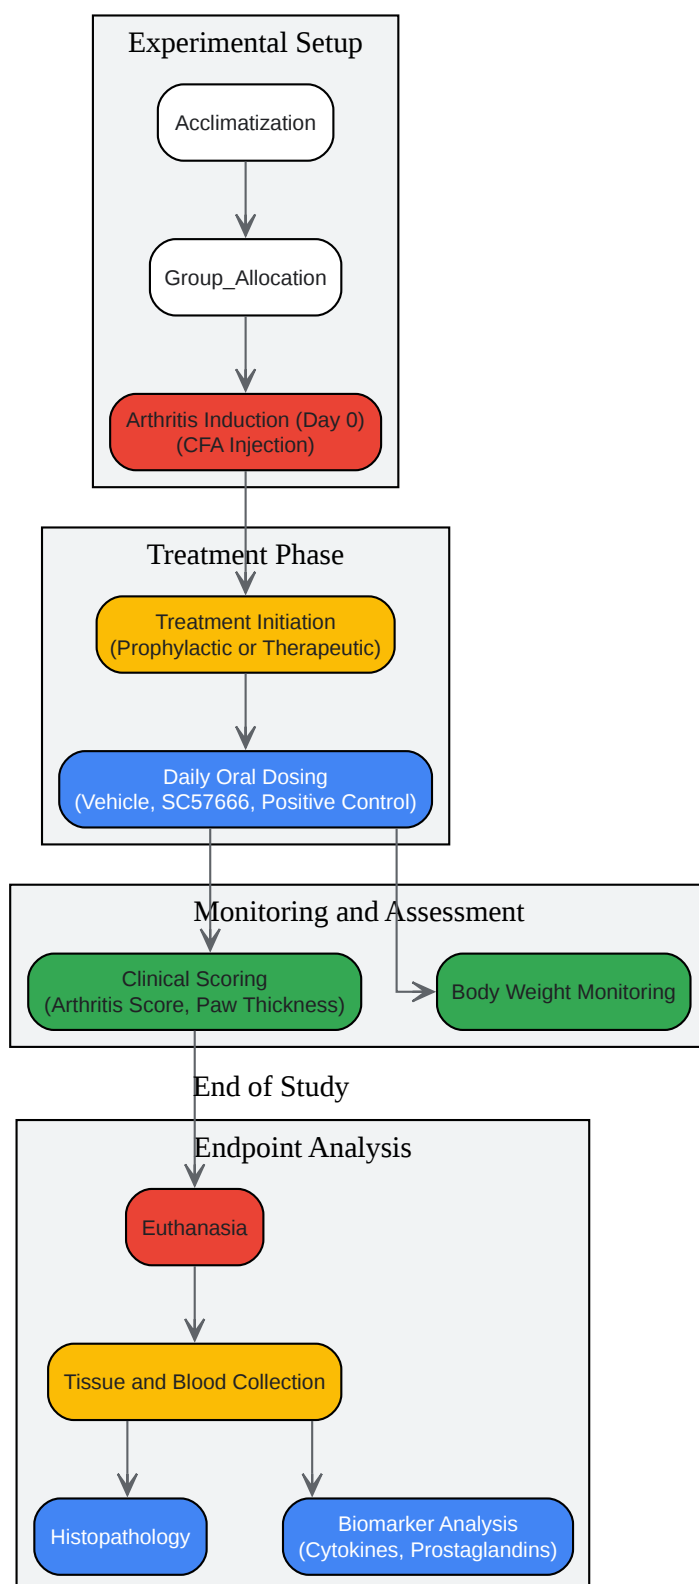 Experimental Setup
Acclimatization
Group_Allocation
Arthritis Induction (Day 0)
(CFA Injection)
Treatment Phase
Treatment Initiation
(Prophylactic or Therapeutic)
Daily Oral Dosing
(Vehicle, SC57666, Positive Control)
Monitoring and Assessment
Clinical Scoring
(Arthritis Score, Paw Thickness)
Body Weight Monitoring
End of Study
Endpoint Analysis
Euthanasia
Tissue and Blood Collection
Histopathology
Biomarker Analysis
(Cytokines, Prostaglandins)